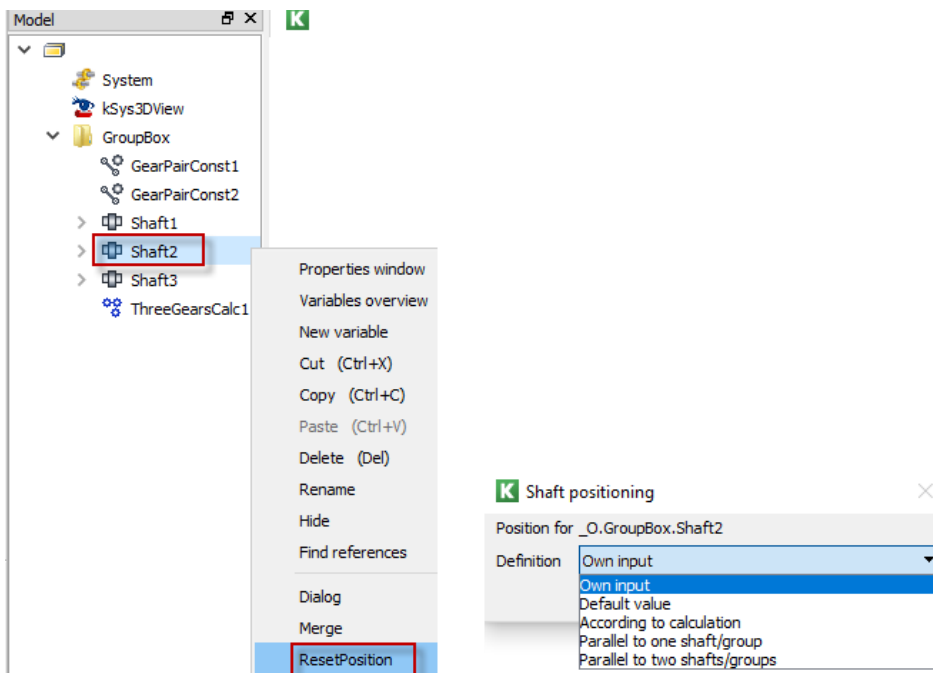 Model
K
System
kSys3DView
GroupBox
GearPairConst1
GearPairConst2
Shaft1
Shaft2
Shaft3
ThreeGearsCalc1
Properties window
Variables overview
New variable
Cut (Ctrl+X)
Copy (Ctrl+C)
Paste (Ctrl+V)
Delete (Del)
Rename
Hide
Find references
Dialog
Merge
ResetPosition
K Shaft positioning
Position for _O.GroupBox.Shaft2
Definition Own input
Own input
Default value
According to calculation
Parallel to one shaft/group
Parallel to two shafts/groups